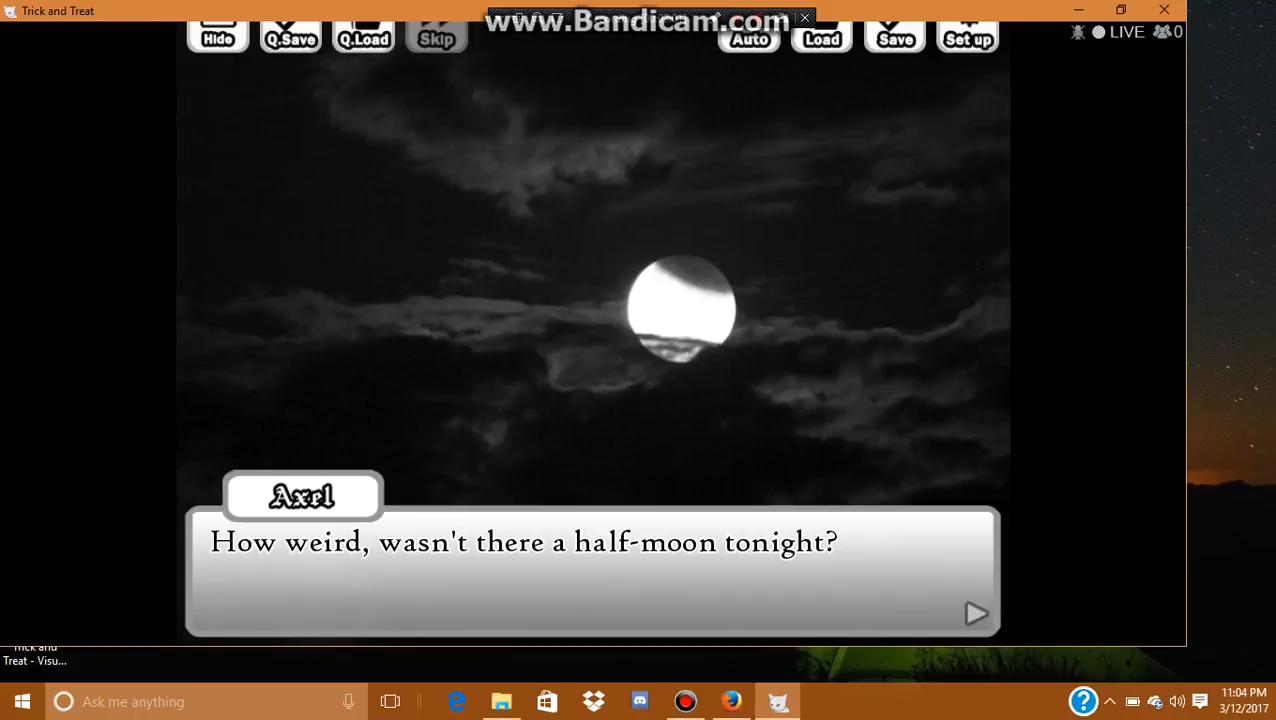 Trick and Treat
www.Bandicam.com
Hide
Q.Save
Q.Load
Skip
Auto
Load
Save
Set up
LIVE
0
Axel
How weird, wasn't there a half-moon tonight?
Treat - Visu...
Ask me anything
11:04 PM
3/12/2017